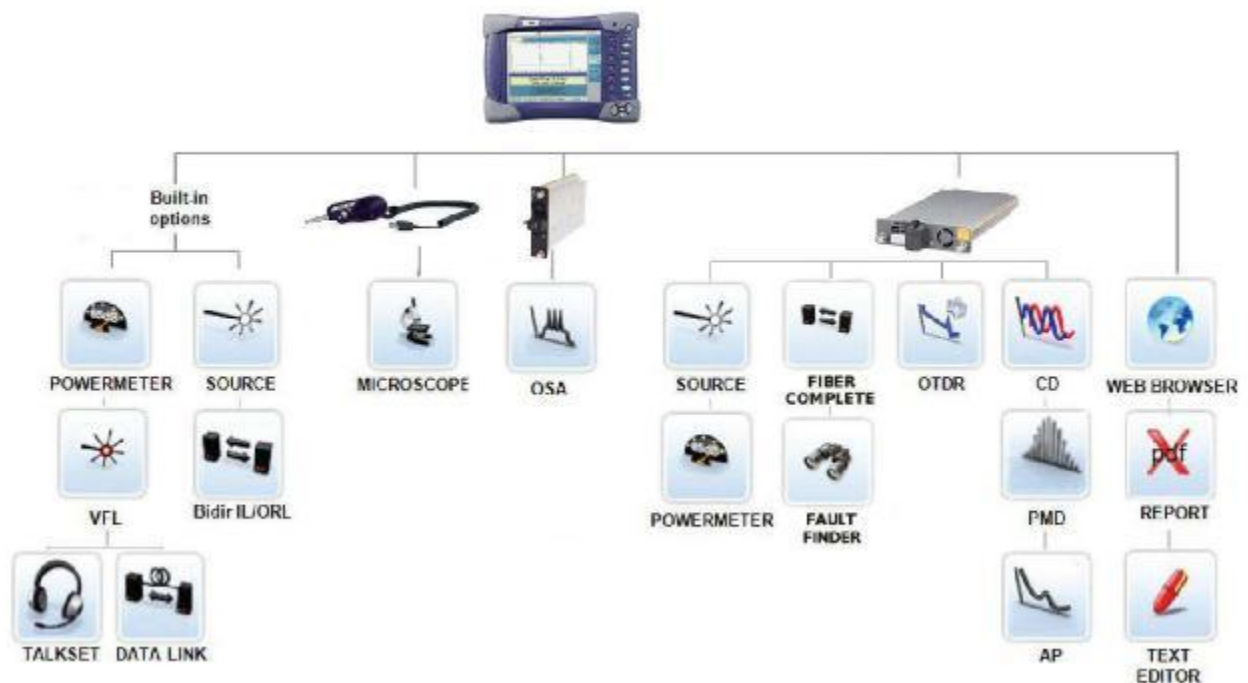 Built-in
options
POWERMETER
SOURCE
MICROSCOPE
OSA
SOURCE
FIBER
COMPLETE
OTDR
CD
WEB BROWSER
VFL
Bidir IL/ORL
POWERMETER
FAULT
FINDER
PMD
pdf
REPORT
TALKSET
DATA LINK
AP
TEXT
EDITOR